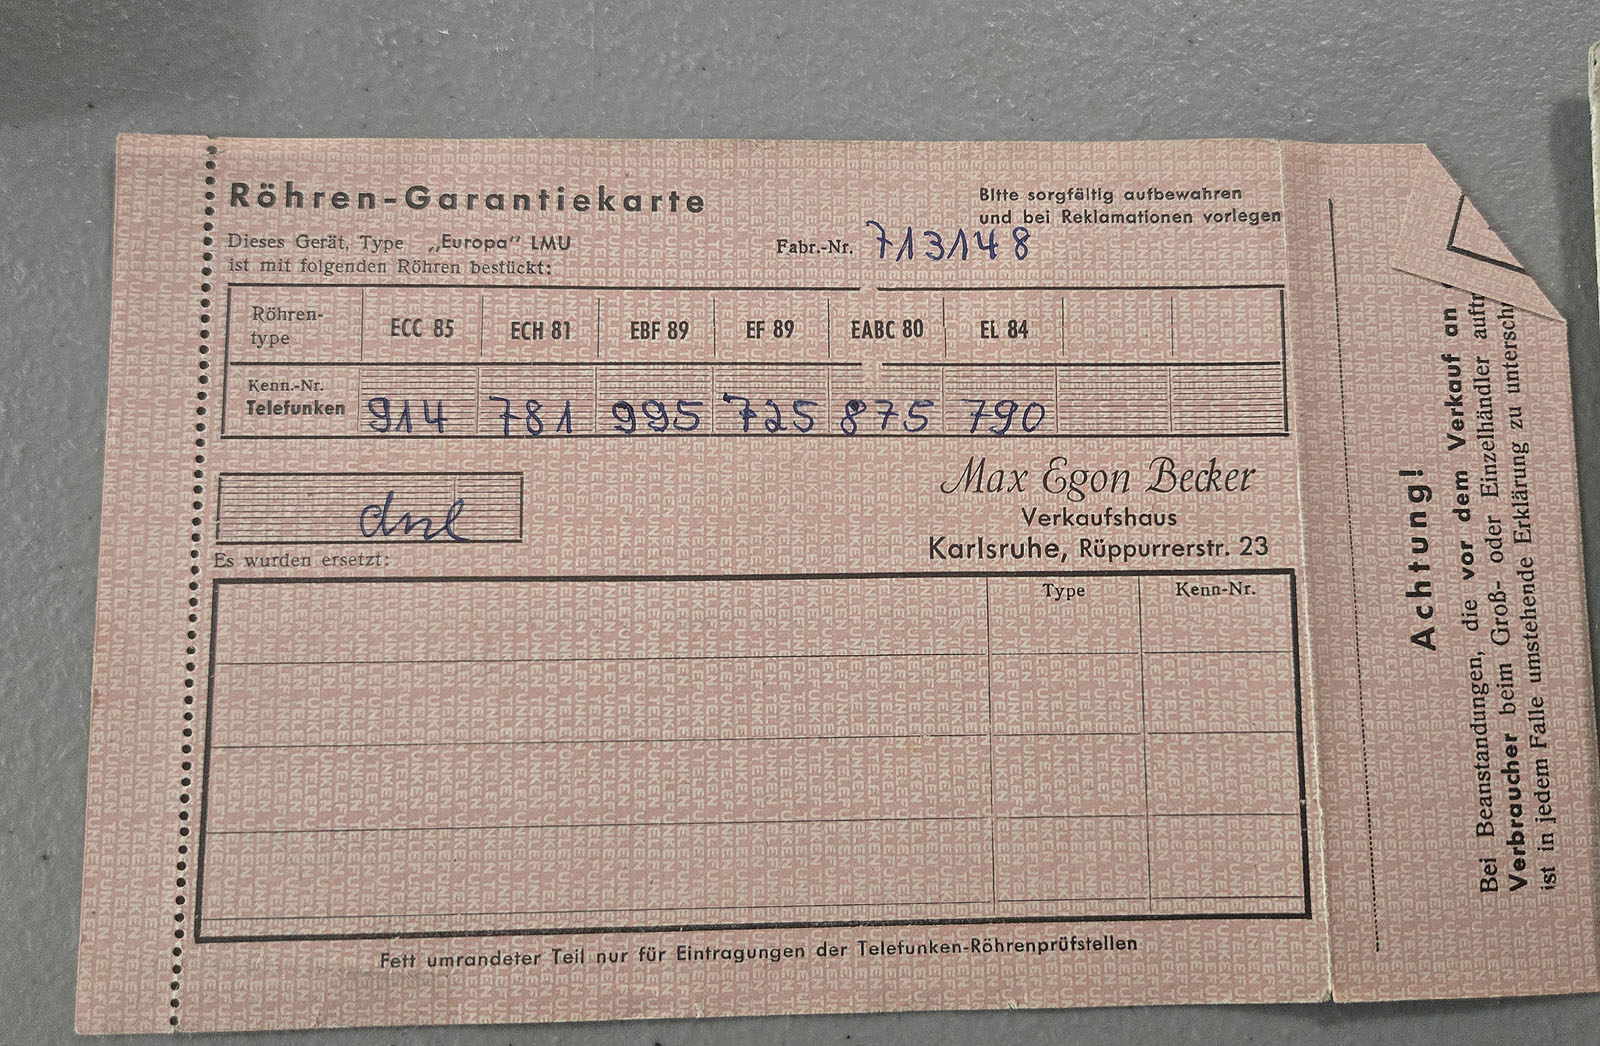 Röhren-Garantiekarte
Bitte sorgfältig aufbewahren
und bei Reklamationen vorlegen
Dieses Gerät, Type „Europa“ LMU
Fabr.-Nr. 713148
ist mit folgenden Röhren bestückt:
Röhren-
type
ECC 85 ECH 81 EBF 89 EF 89 EABC 80 EL 84
Kenn.-Nr.
Telefunken 914 781 995 725 875 790
Max Egon Becker
Verkaufshaus
Karlsruhe, Rüppurrerstr. 23
Es wurden ersetzt:
Type Kenn-Nr.
Fett umrandeter Teil nur für Eintragungen der Telefunken-Röhrenprüfstellen
Achtung!
Bei Beanstandungen, die vor dem Verkauf an
Verbraucher beim Groß- oder Einzelhändler
ist in jedem Falle umstehende Erklärung zu